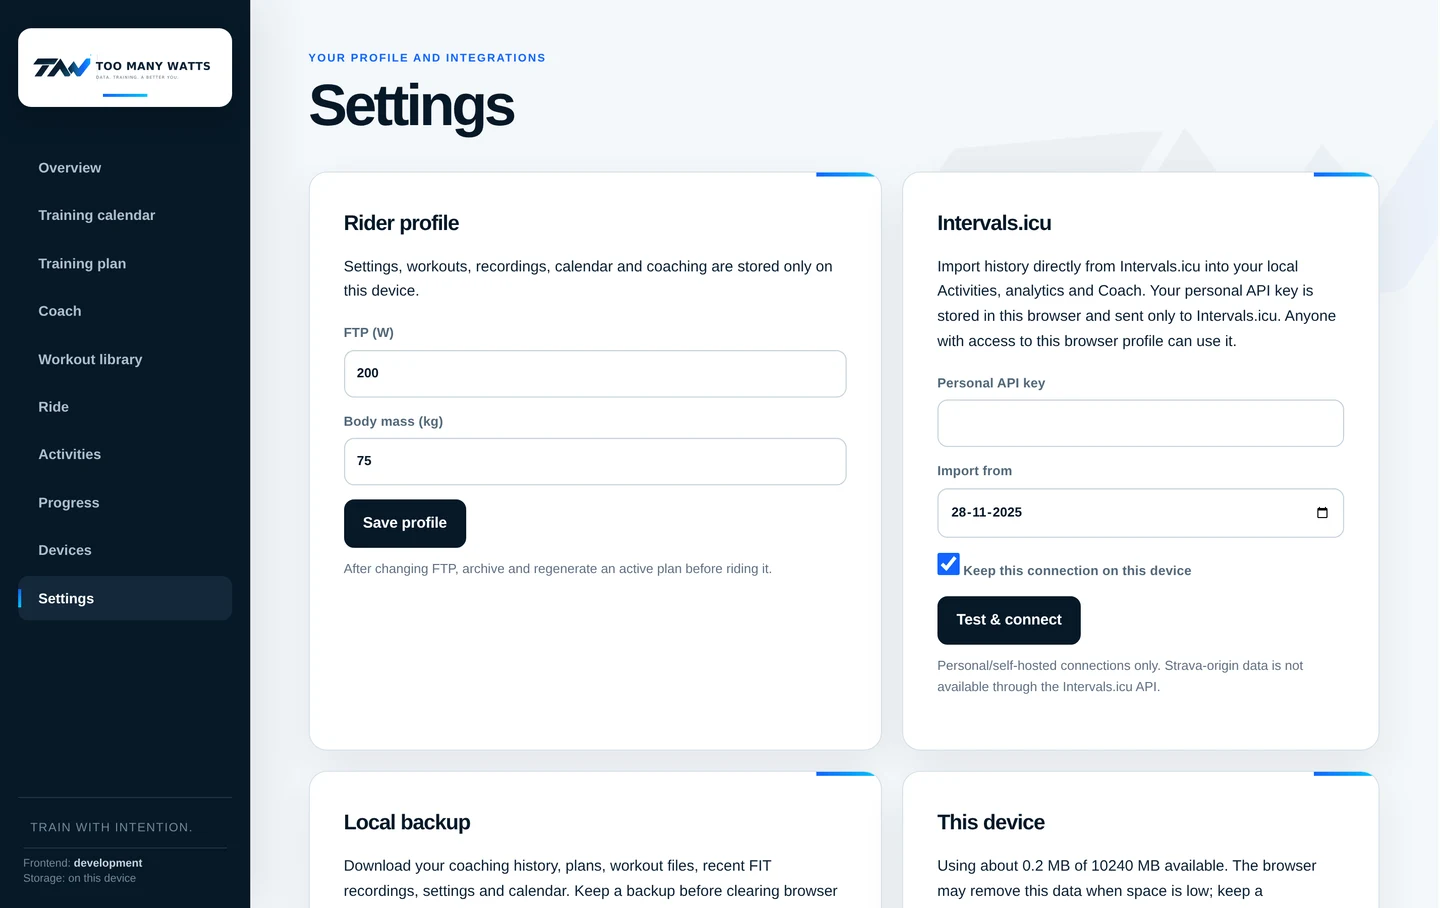 TAW TOO MANY WATTS
DATA. TRAINING. A BETTER YOU.
Overview
Training calendar
Training plan
Coach
Workout library
Ride
Activities
Progress
Devices
Settings
TRAIN WITH INTENTION.
Frontend: development
Storage: on this device
YOUR PROFILE AND INTEGRATIONS
Settings
Rider profile
Settings, workouts, recordings, calendar and coaching are stored only on
this device.
FTP (W)
200
Body mass (kg)
75
Save profile
After changing FTP, archive and regenerate an active plan before riding it.
Intervals.icu
Import history directly from Intervals.icu into your local
Activities, analytics and Coach. Your personal API key is
stored in this browser and sent only to Intervals.icu. Anyone
with access to this browser profile can use it.
Personal API key
Import from
28-11-2025
Keep this connection on this device
Test & connect
Personal/self-hosted connections only. Strava-origin data is not
available through the Intervals.icu API.
Local backup
Download your coaching history, plans, workout files, recent FIT
recordings, settings and calendar. Keep a backup before clearing browser
This device
Using about 0.2 MB of 10240 MB available. The browser
may remove this data when space is low; keep a